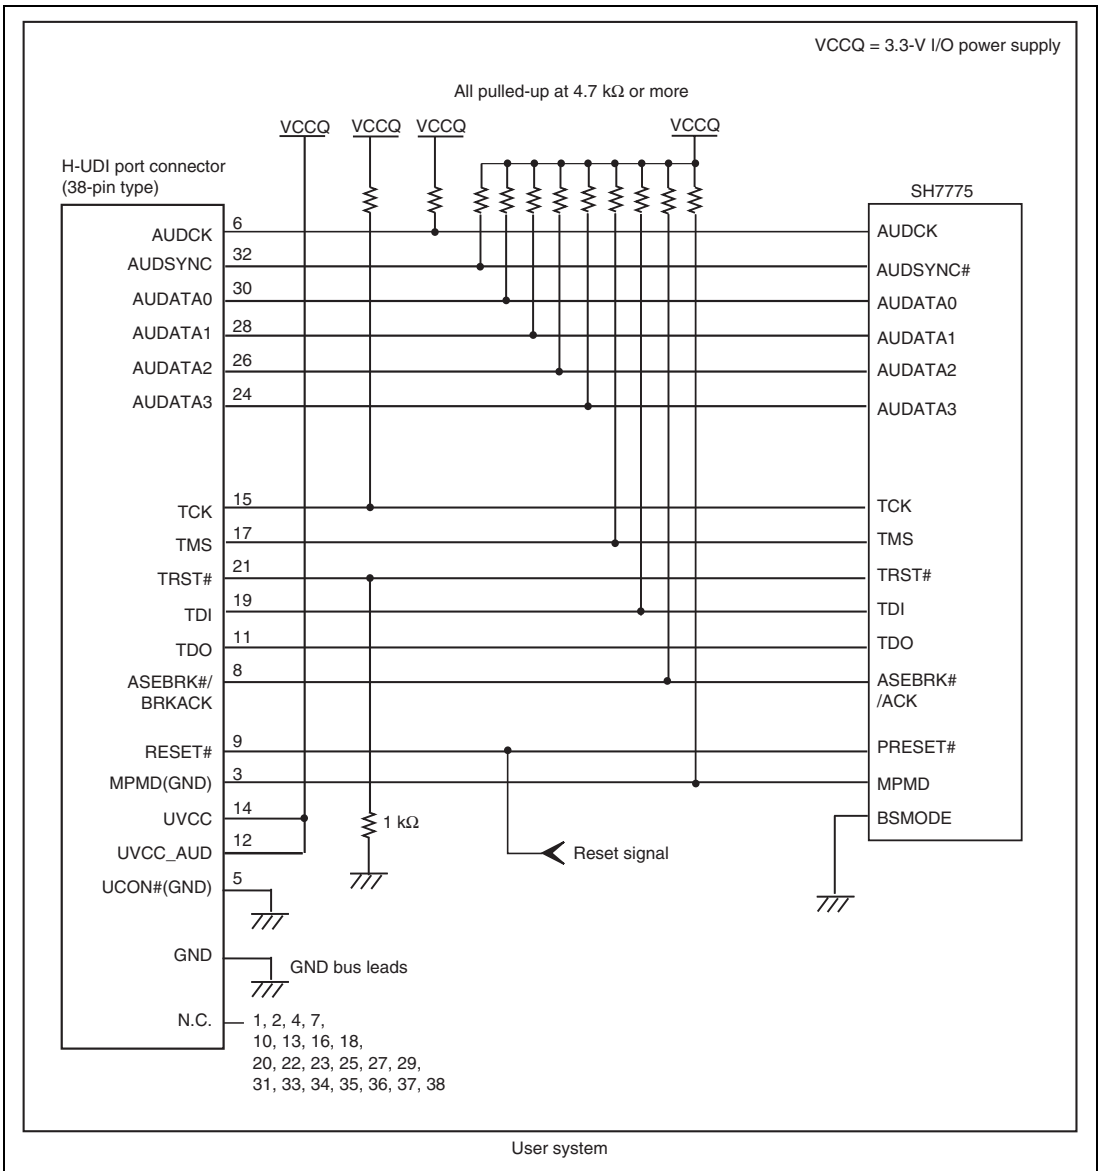 VCCQ = 3.3-V I/O power supply
All pulled-up at 4.7 kΩ or more
VCCQ
VCCQ
VCCQ
VCCQ
H-UDI port connector
(38-pin type)
SH7775
AUDCK
6
AUDCK
AUDSYNC
32
AUDSYNC#
AUDATA0
30
AUDATA0
AUDATA1
28
AUDATA1
AUDATA2
26
AUDATA2
AUDATA3
24
AUDATA3
TCK
15
TCK
TMS
17
TMS
TRST#
21
TRST#
TDI
19
TDI
TDO
11
TDO
ASEBRK#/
BRKACK
8
ASEBRK#
/ACK
RESET#
9
PRESET#
MPMD(GND)
3
MPMD
UVCC
14
1 kΩ
BSMODE
UVCC_AUD
12
Reset signal
UCON#(GND)
5
GND
GND bus leads
N.C.
1, 2, 4, 7,
10, 13, 16, 18,
20, 22, 23, 25, 27, 29,
31, 33, 34, 35, 36, 37, 38
User system